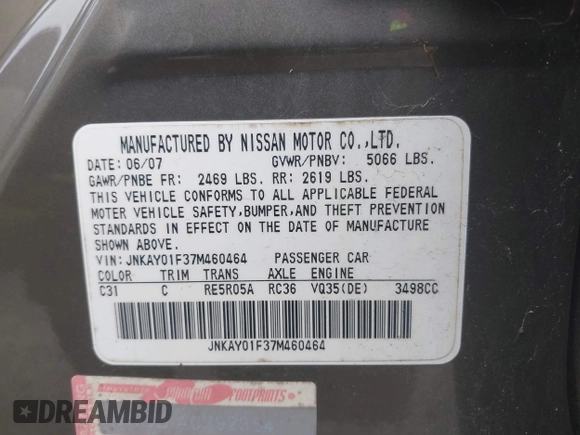 MANUFACTURED BY NISSAN MOTOR CO.,LTD.
DATE: 06/07 GVWR/PNBV: 5066 LBS.
GAWR/PNBE FR: 2469 LBS. RR: 2619 LBS.
THIS VEHICLE CONFORMS TO ALL APPLICABLE FEDERAL
MOTOR VEHICLE SAFETY,BUMPER,AND THEFT PREVENTION
STANDARDS IN EFFECT ON THE DATE OF MANUFACTURE
SHOWN ABOVE.
VIN: JNKAY01F37M460464 PASSENGER CAR
COLOR TRIM TRANS AXLE ENGINE
C31 C RE5R05A RC36 VQ35(DE) 3498CC
JNKAY01F37M460464
FOOTPRINTS
DREAMBID